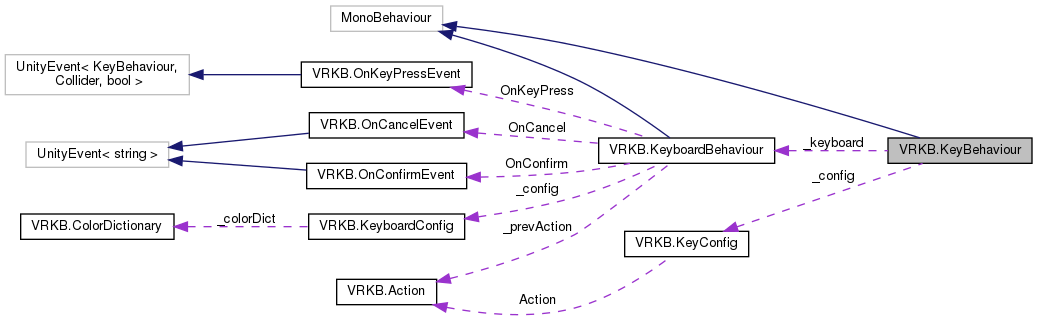 MonoBehaviour
UnityEvent< KeyBehaviour,
Collider, bool >
VRKB.OnKeyPressEvent
OnKeyPress
VRKB.OnCancelEvent
OnCancel
UnityEvent< string >
VRKB.KeyboardBehaviour
_keyboard
VRKB.KeyBehaviour
OnConfirm
VRKB.OnConfirmEvent
_config
_config
_colorDict
VRKB.ColorDictionary
VRKB.KeyboardConfig
_prevAction
VRKB.KeyConfig
VRKB.Action
Action